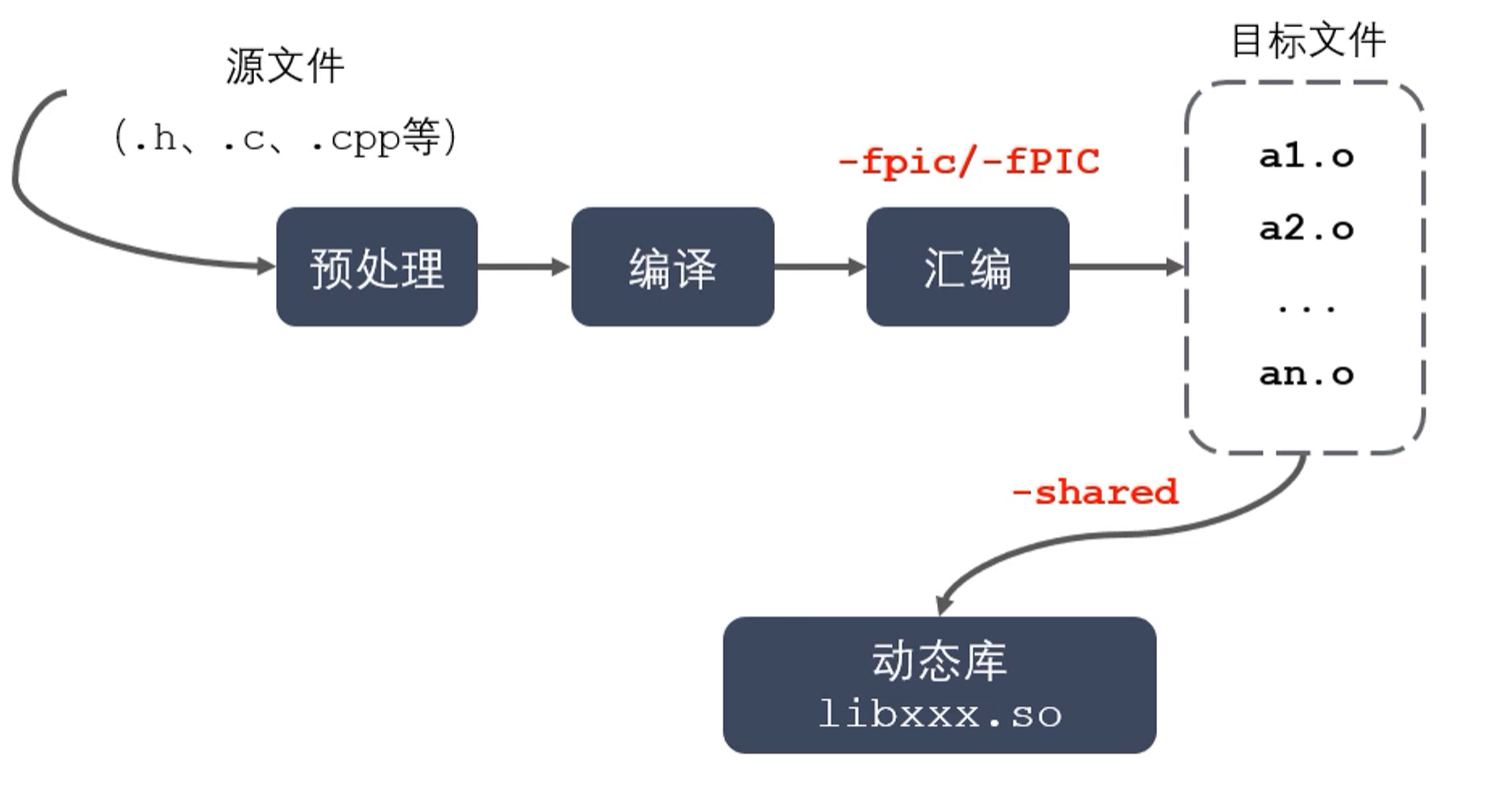 源文件
（.h、.c、.cpp等）
预处理
编译
-fpic/-fPIC
汇编
目标文件
a1.o
a2.o
...
an.o
-shared
动态库
libxxx.so